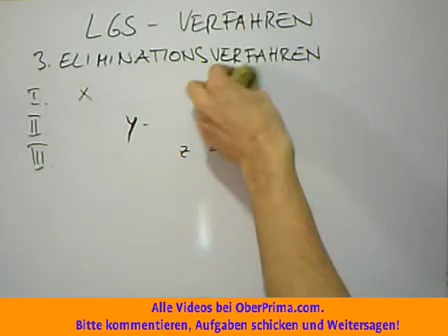 LGS - VERFAHREN
3. ELIMINATIONSVERFAHREN
I. X
II y -
III. z =
Alle Videos bei OberPrima.com.
Bitte kommentieren, Aufgaben schicken und Weitersagen!